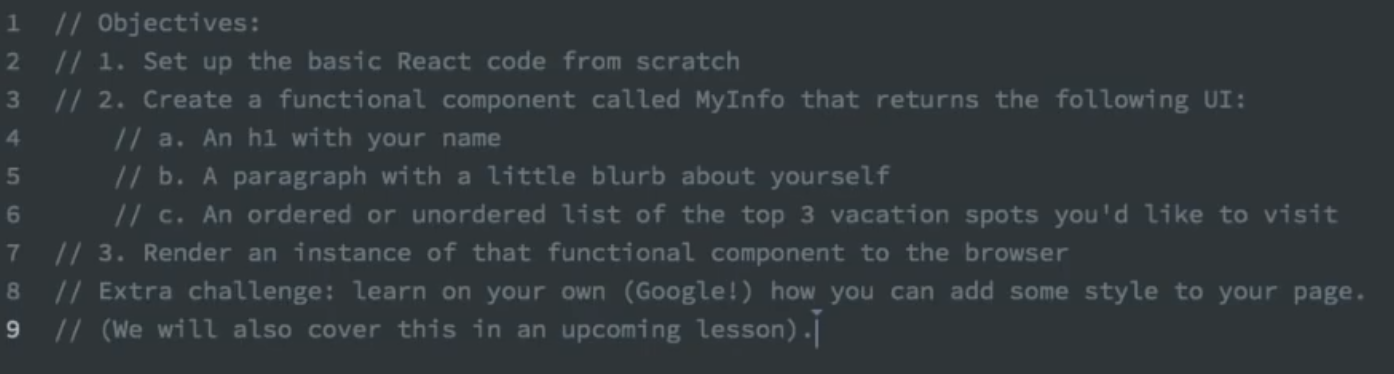 1 // Objectives:
2 // 1. Set up the basic React code from scratch
3 // 2. Create a functional component called MyInfo that returns the following UI:
4 // a. An h1 with your name
5 // b. A paragraph with a little blurb about yourself
6 // c. An ordered or unordered list of the top 3 vacation spots you'd like to visit
7 // 3. Render an instance of that functional component to the browser
8 // Extra challenge: learn on your own (Google!) how you can add some style to your page.
9 // (We will also cover this in an upcoming lesson).